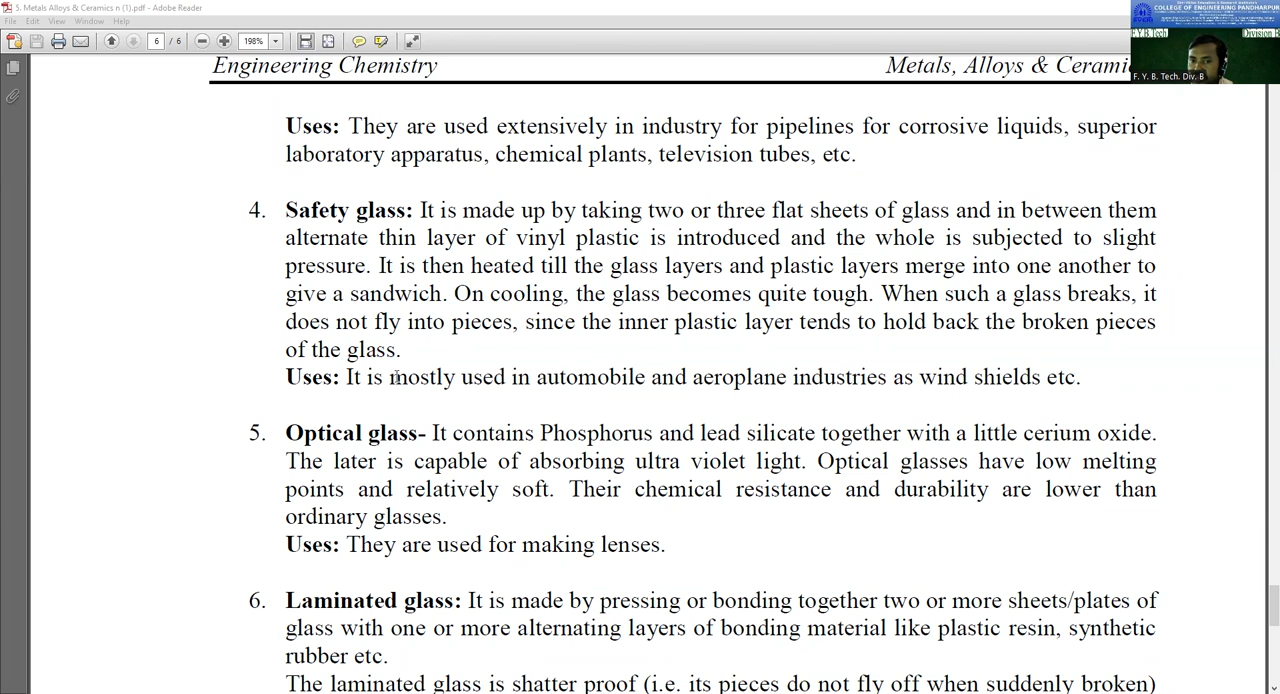 5. Metals Alloys & Ceramics n (1).pdf - Adobe Reader
File Edit View Window Help
6 / 6 198%
COLLEGE OF ENGINEERING PANDHARPUR
F.Y.B.Tech Division B
F. Y. B. Tech. Div. B
Engineering Chemistry Metals, Alloys & Ceramic
Uses: They are used extensively in industry for pipelines for corrosive liquids, superior
laboratory apparatus, chemical plants, television tubes, etc.
4. Safety glass: It is made up by taking two or three flat sheets of glass and in between them
alternate thin layer of vinyl plastic is introduced and the whole is subjected to slight
pressure. It is then heated till the glass layers and plastic layers merge into one another to
give a sandwich. On cooling, the glass becomes quite tough. When such a glass breaks, it
does not fly into pieces, since the inner plastic layer tends to hold back the broken pieces
of the glass.
Uses: It is mostly used in automobile and aeroplane industries as wind shields etc.
5. Optical glass- It contains Phosphorus and lead silicate together with a little cerium oxide.
The later is capable of absorbing ultra violet light. Optical glasses have low melting
points and relatively soft. Their chemical resistance and durability are lower than
ordinary glasses.
Uses: They are used for making lenses.
6. Laminated glass: It is made by pressing or bonding together two or more sheets/plates of
glass with one or more alternating layers of bonding material like plastic resin, synthetic
rubber etc.
The laminated glass is shatter proof (i.e. its pieces do not fly off when suddenly broken)